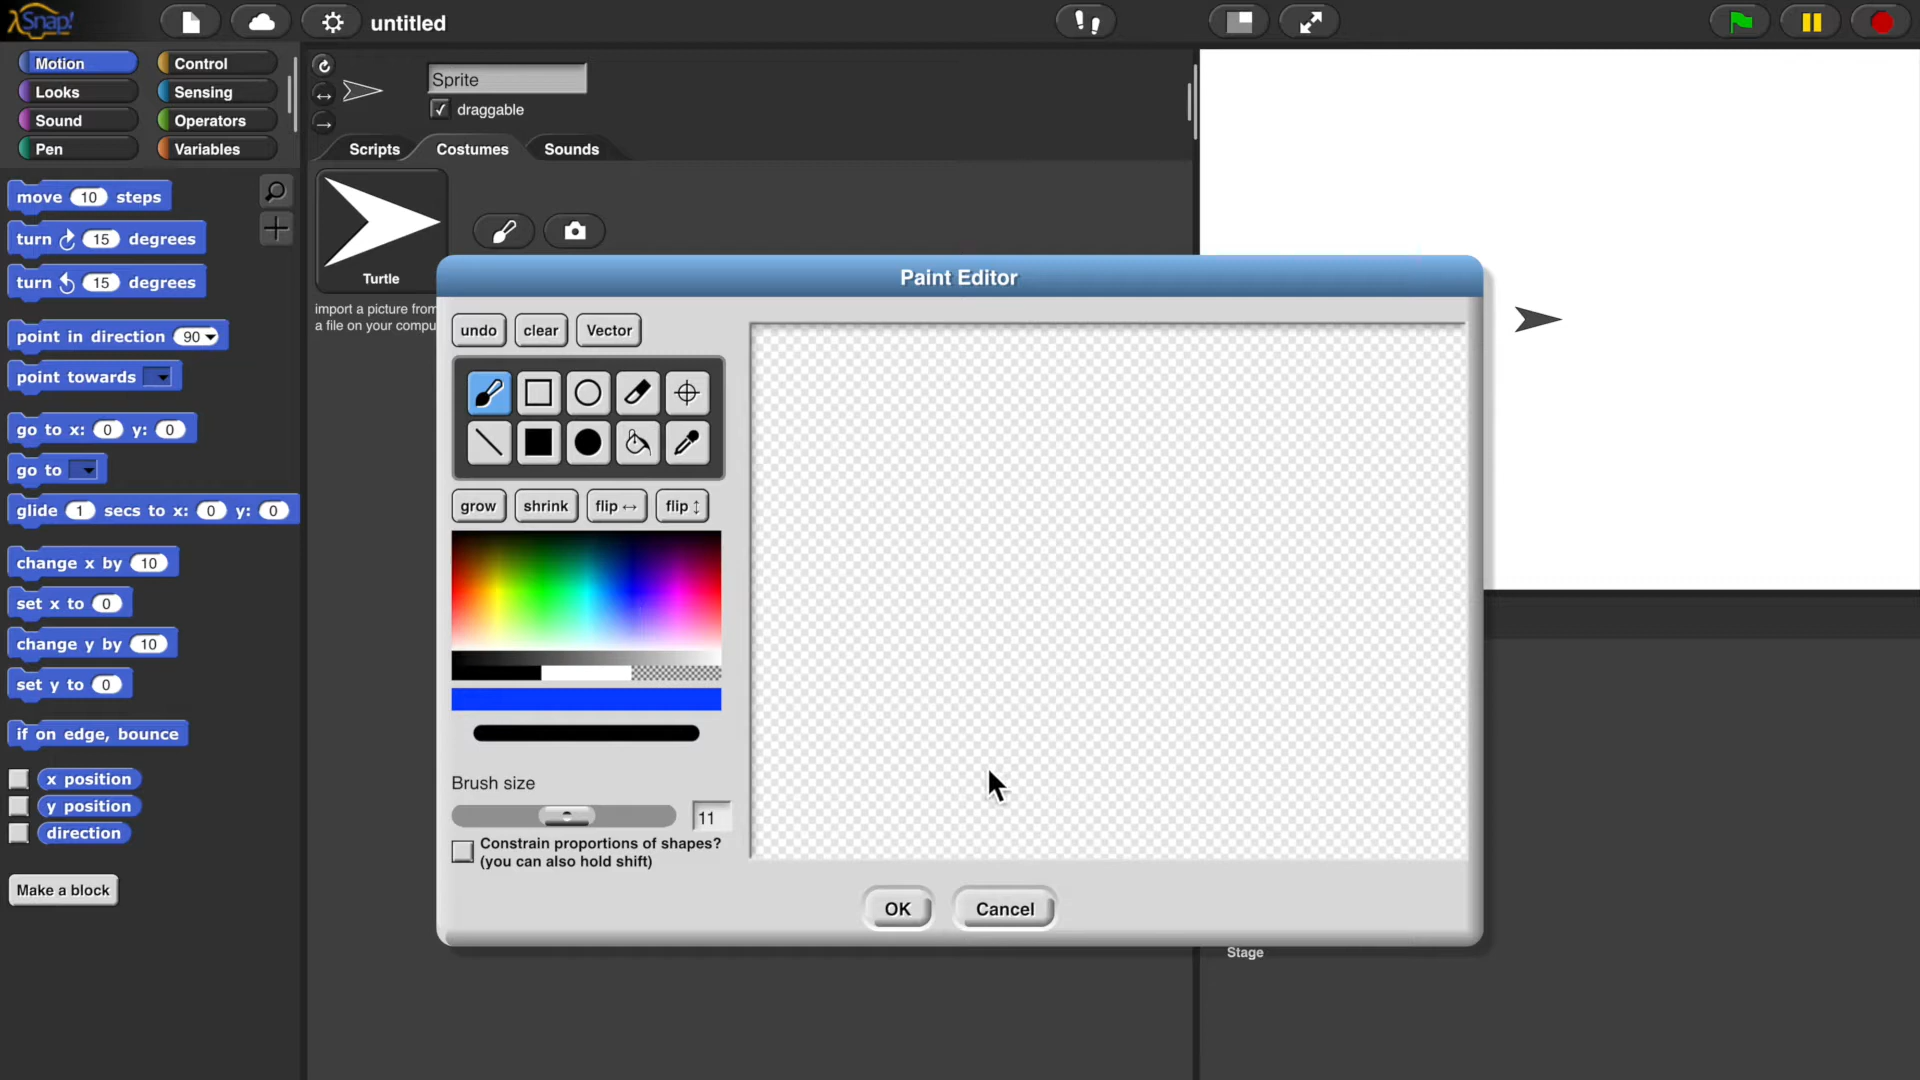 λSnap!
untitled
Motion
Control
Looks
Sensing
Sound
Operators
Pen
Variables
move 10 steps
turn 15 degrees
turn 15 degrees
point in direction 90
point towards
go to x: 0 y: 0
go to
glide 1 secs to x: 0 y: 0
change x by 10
set x to 0
change y by 10
set y to 0
if on edge, bounce
x position
y position
direction
Make a block
Sprite
draggable
Scripts Costumes Sounds
Turtle
import a picture from
a file on your compu
Paint Editor
undo clear Vector
grow shrink flip ↔ flip ↕
Brush size
11
Constrain proportions of shapes?
(you can also hold shift)
OK Cancel
Stage